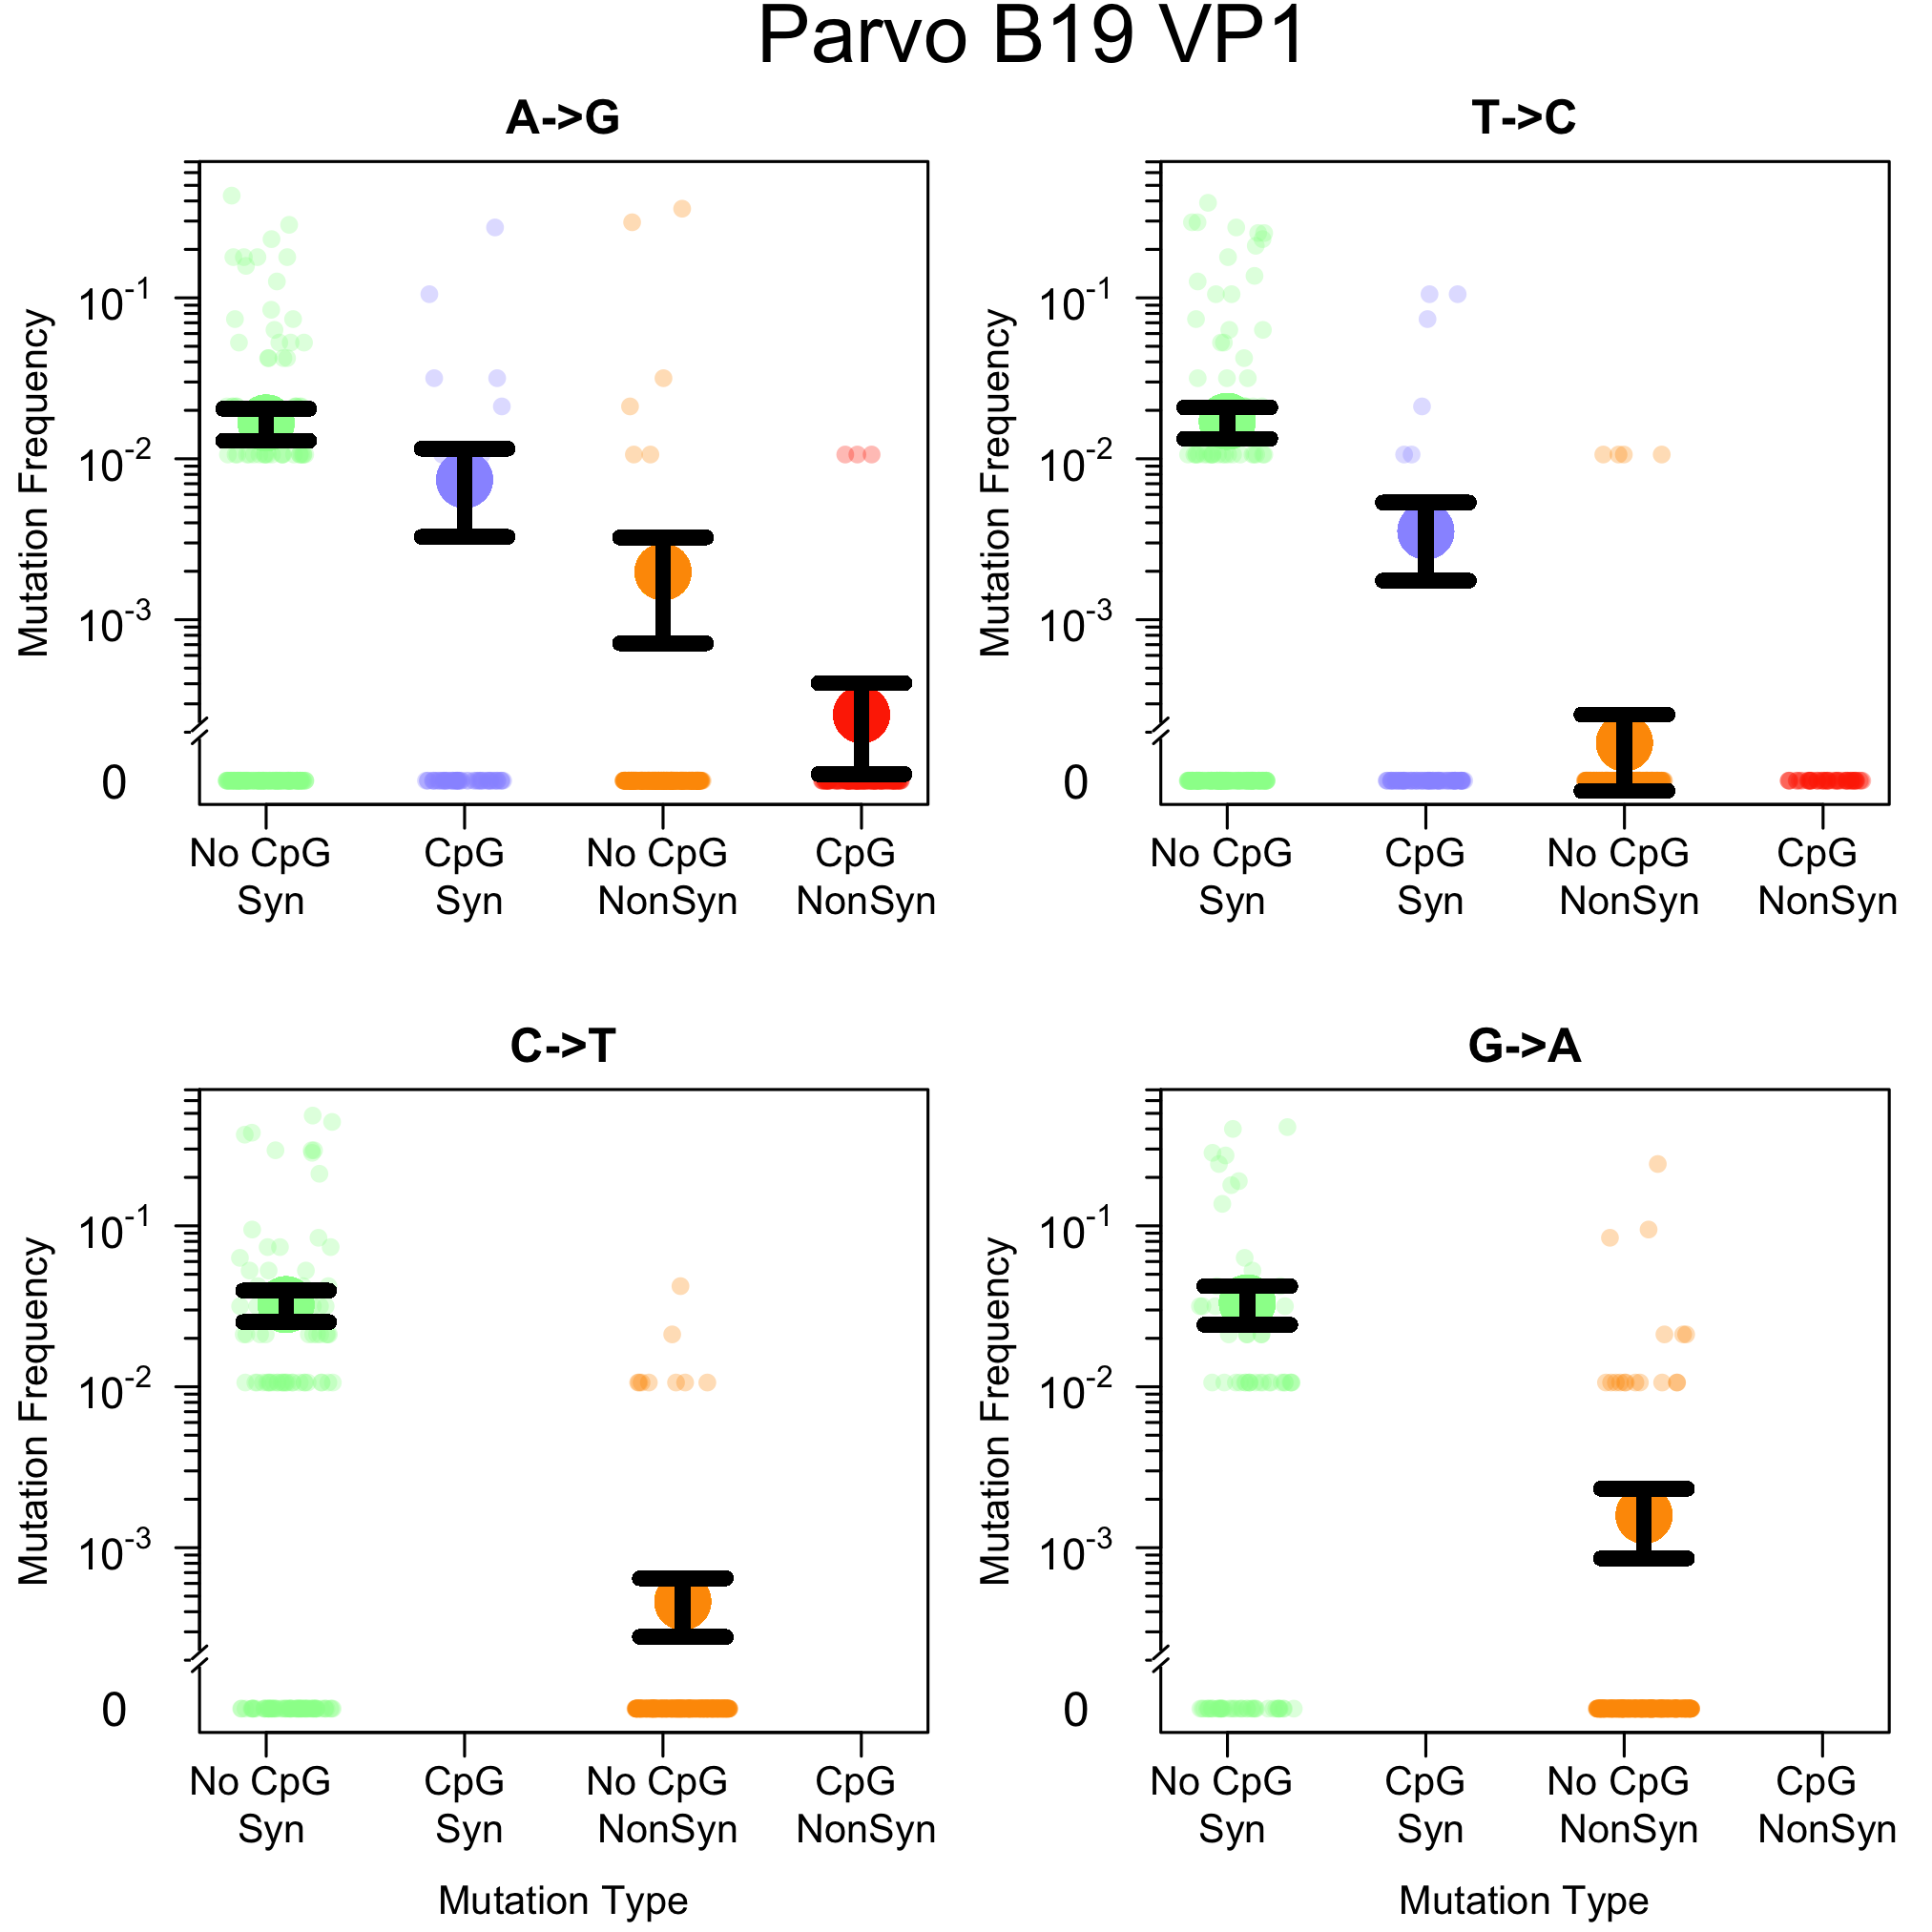 Parvo B19 VP1
A->G
Mutation Frequency
10-1
10-2
10-3
0
No CpG CpG No CpG CpG
Syn Syn NonSyn NonSyn
T->C
Mutation Frequency
10-1
10-2
10-3
0
No CpG CpG No CpG CpG
Syn Syn NonSyn NonSyn
C->T
Mutation Frequency
10-1
10-2
10-3
0
No CpG CpG No CpG CpG
Syn Syn NonSyn NonSyn
Mutation Type
G->A
Mutation Frequency
10-1
10-2
10-3
0
No CpG CpG No CpG CpG
Syn Syn NonSyn NonSyn
Mutation Type